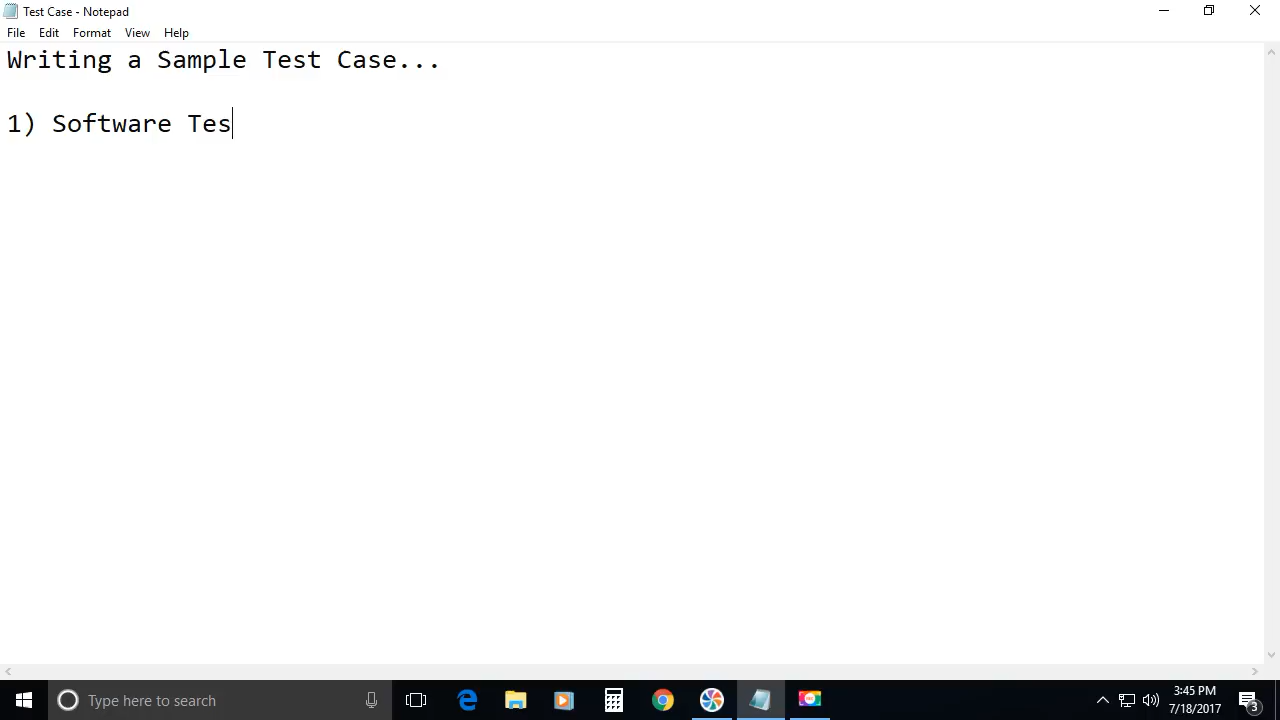 Test Case - Notepad
File Edit Format View Help
Writing a Sample Test Case...
1) Software Tes
Type here to search
3:45 PM
7/18/2017
3